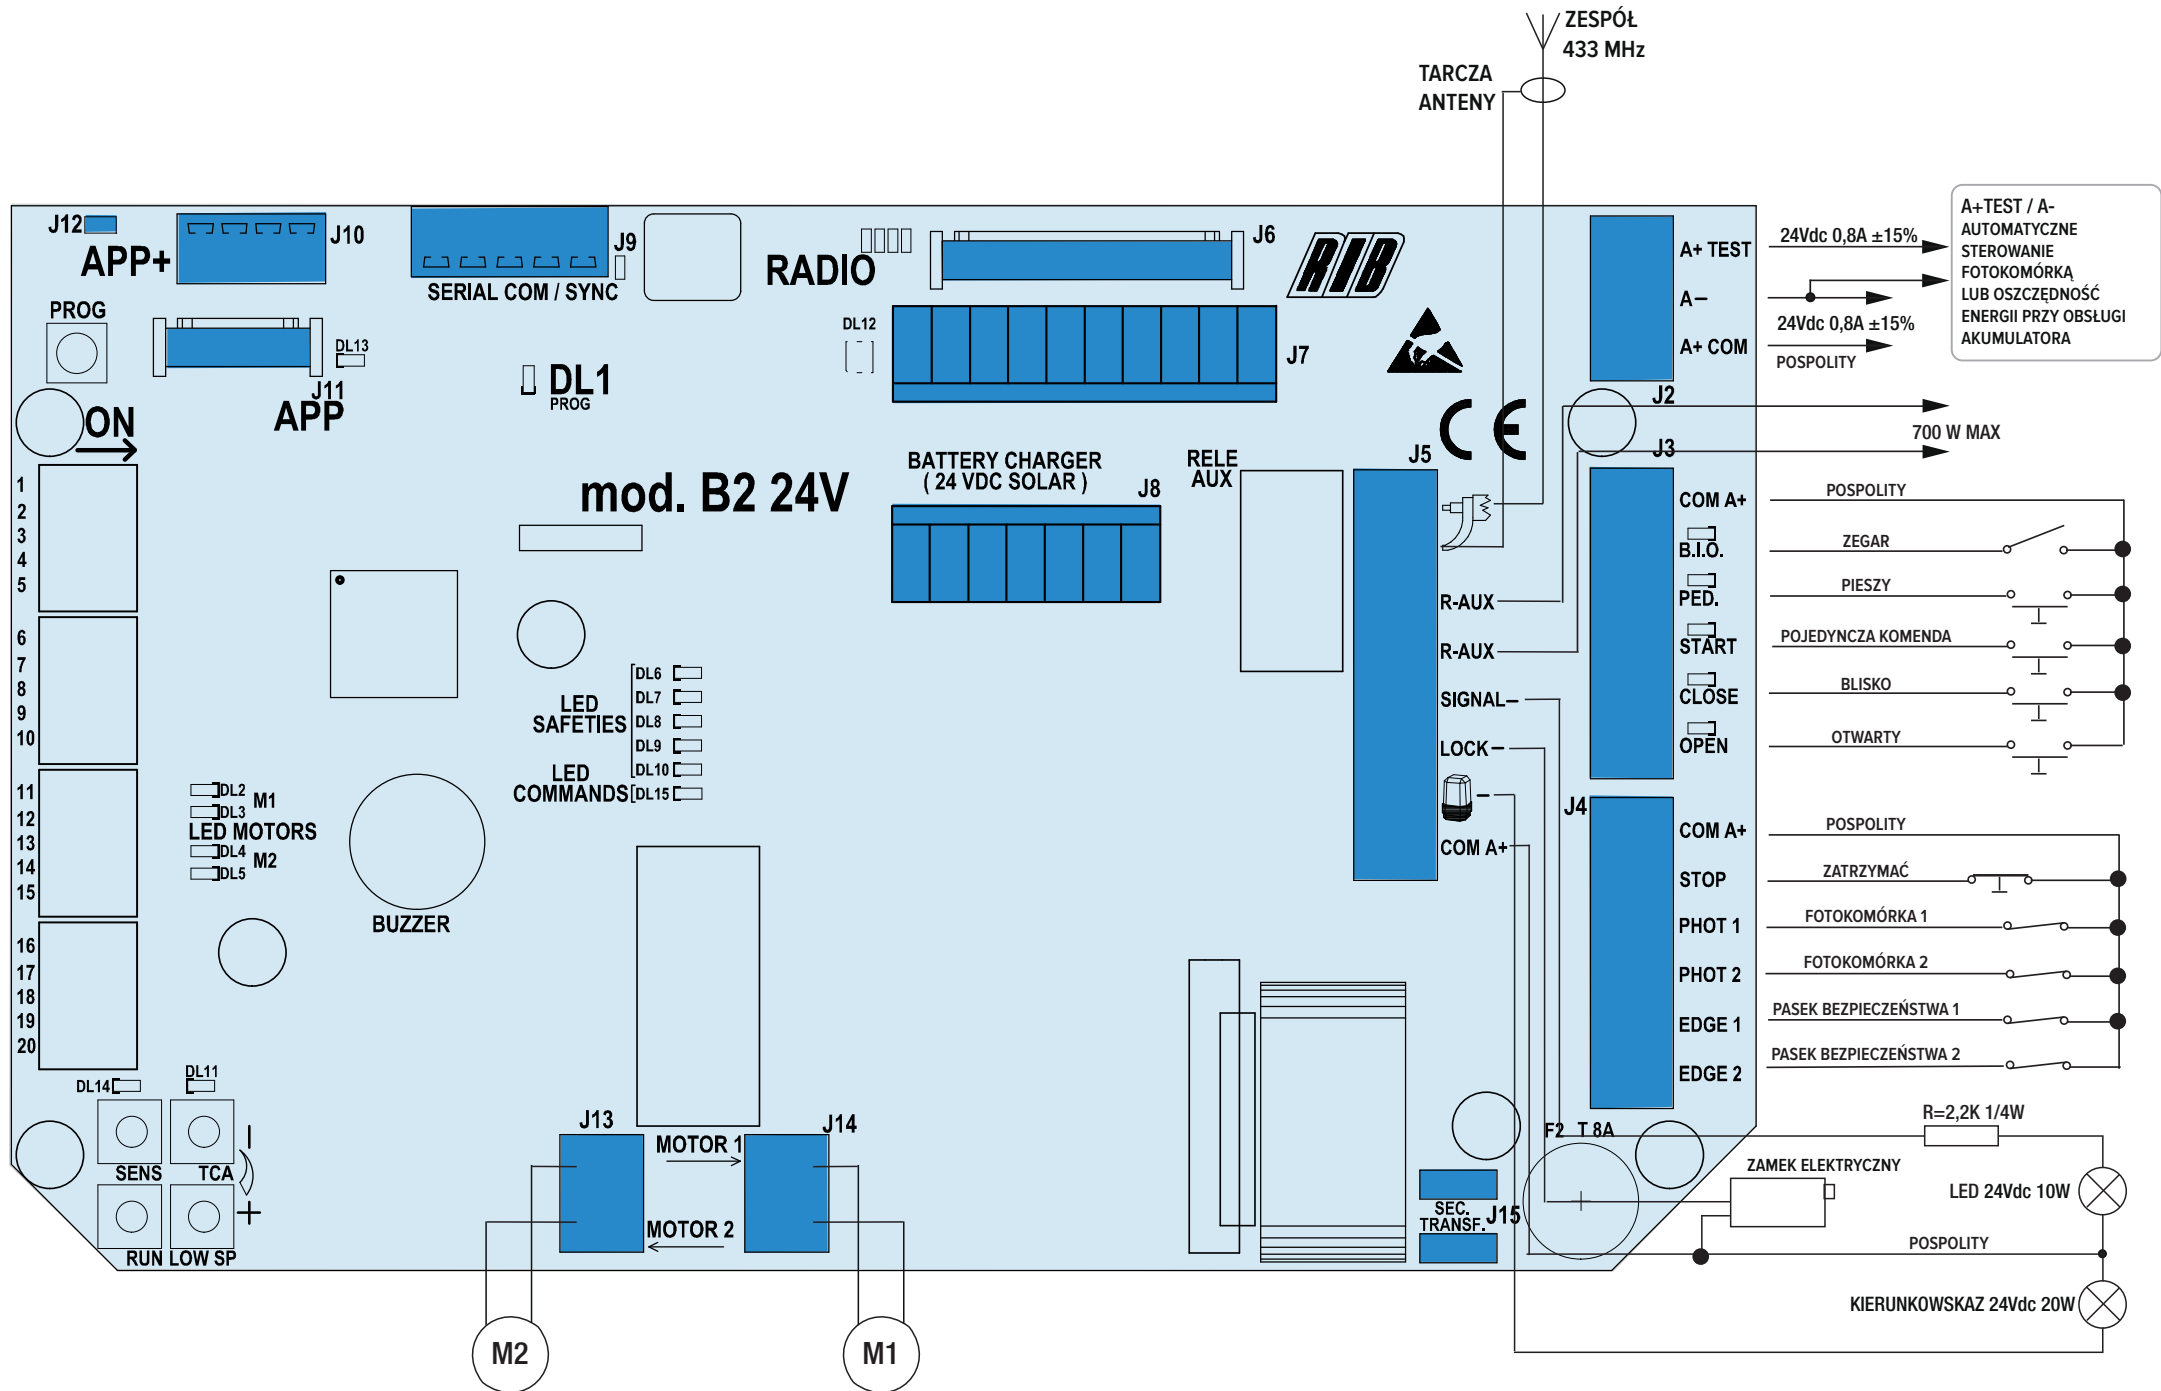 ZESPÓŁ
433 MHz
TARCZA
ANTENY
J12
APP+
J10
J9
SERIAL COM / SYNC
RADIO
J6
RIB
A+ TEST
A−
A+ COM
J2
24Vdc 0,8A ±15%
24Vdc 0,8A ±15%
POSPOLITY
A+TEST / A-
AUTOMATYCZNE
STEROWANIE
FOTOKOMÓRKĄ
LUB OSZCZĘDNOŚĆ
ENERGII PRZY OBSŁUGI
AKUMULATORA
700 W MAX
PROG
DL13
J11
APP
DL1
PROG
DL12
J7
CE
ON
mod. B2 24V
BATTERY CHARGER
( 24 VDC SOLAR )
J8
RELE
AUX
J5
J3
1
2
3
4
5
6
7
8
9
10
11
12
13
14
15
16
17
18
19
20
R-AUX
R-AUX
SIGNAL−
LOCK −
−
COM A+
COM A+
B.I.O.
PED.
START
CLOSE
OPEN
POSPOLITY
ZEGAR
PIESZY
POJEDYNCZA KOMENDA
BLISKO
OTWARTY
LED
SAFETIES
DL6
DL7
DL8
DL9
DL10
LED
COMMANDS
DL15
DL2
DL3
M1
LED MOTORS
DL4
DL5
M2
BUZZER
J4
COM A+
STOP
PHOT 1
PHOT 2
EDGE 1
EDGE 2
POSPOLITY
ZATRZYMAĆ
FOTOKOMÓRKA 1
FOTOKOMÓRKA 2
PASEK BEZPIECZEŃSTWA 1
PASEK BEZPIECZEŃSTWA 2
DL14
DL11
SENS
TCA
−
+
RUN
LOW SP
J13
MOTOR 1
J14
MOTOR 2
SEC.
TRANSF.
J15
F2 T 8A
R=2,2K 1/4W
ZAMEK ELEKTRYCZNY
LED 24Vdc 10W
POSPOLITY
KIERUNKOWSKAZ 24Vdc 20W
M2
M1